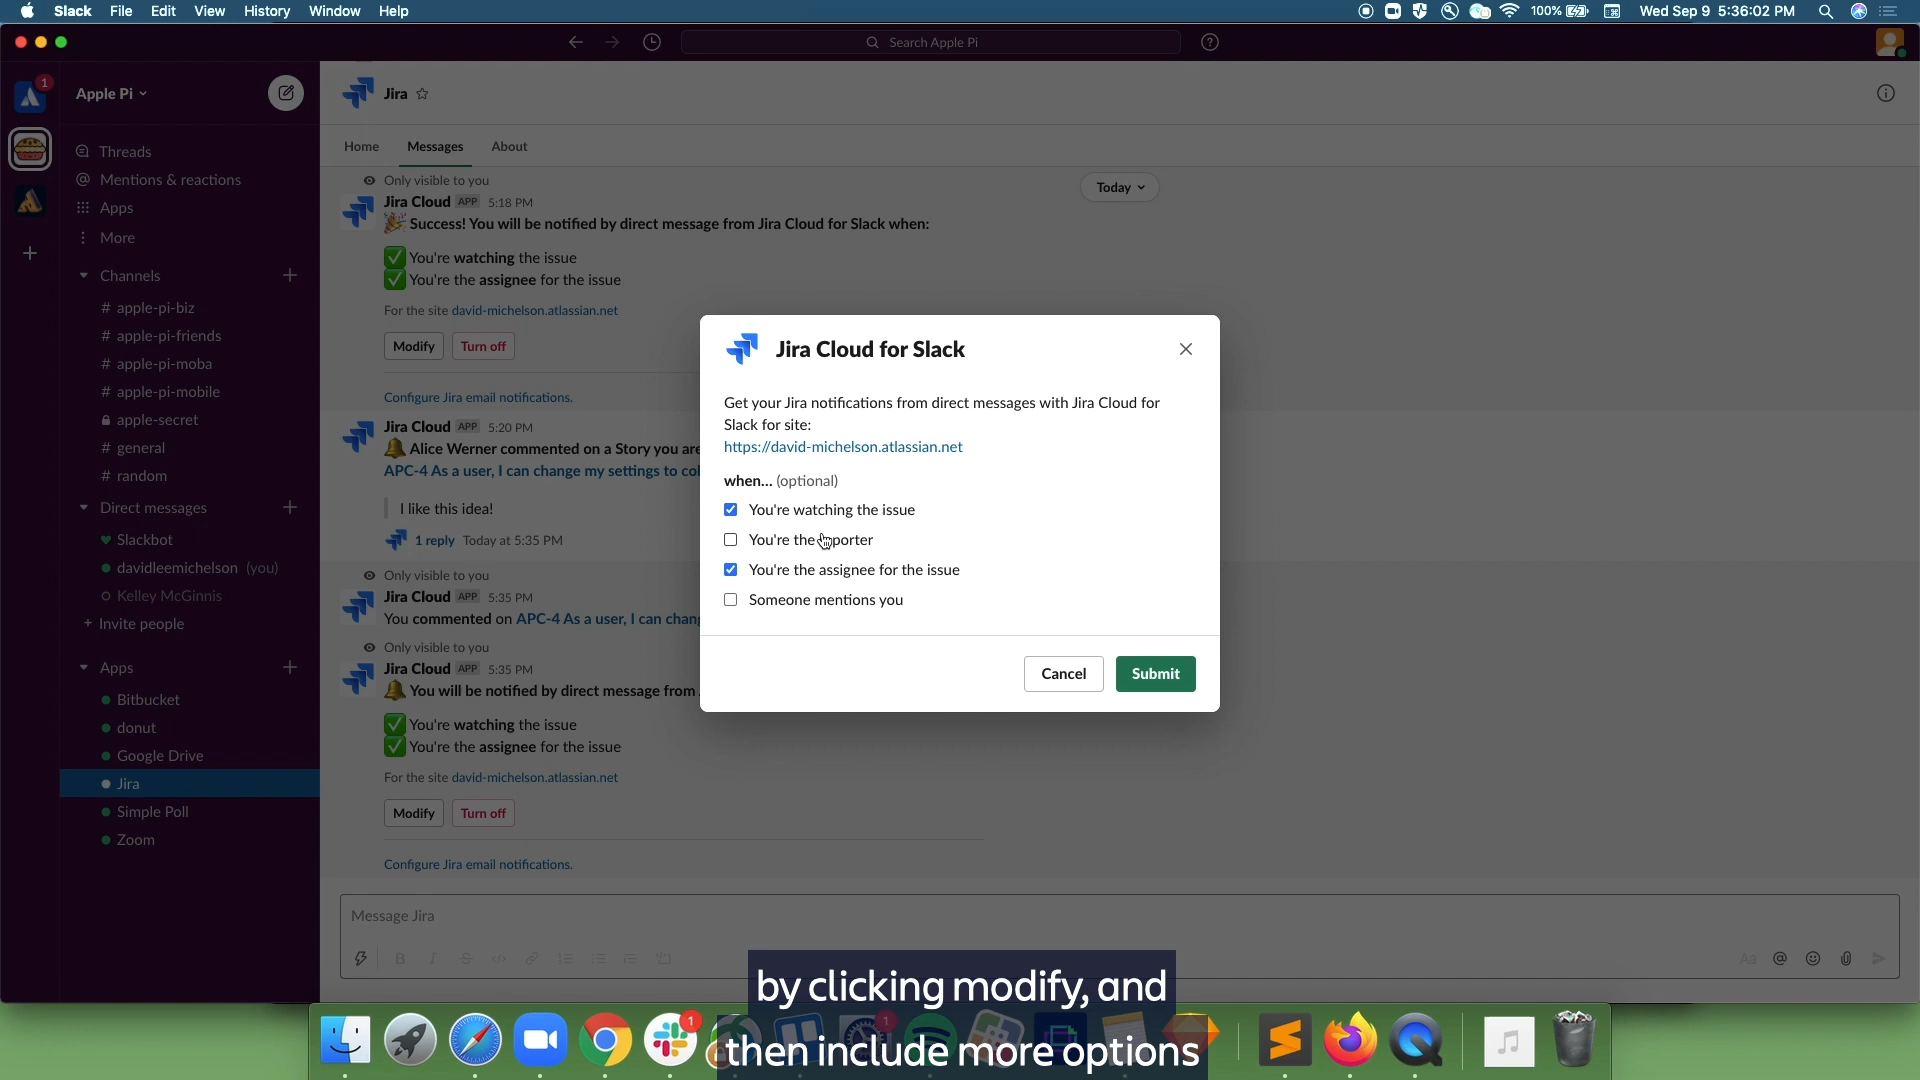 Slack File Edit View History Window Help
100% Wed Sep 9 5:36:02 PM
Search Apple Pi
1
Apple Pi
Threads
Mentions & reactions
Apps
More
Channels
# apple-pi-biz
# apple-pi-friends
# apple-pi-moba
# apple-pi-mobile
apple-secret
# general
# random
Direct messages
Slackbot
davidleemichelson (you)
Kelley McGinnis
+ Invite people
Apps
Bitbucket
donut
Google Drive
Jira
Simple Poll
Zoom
Jira
Home Messages About
Today
Only visible to you
Jira Cloud APP 5:18 PM
Success! You will be notified by direct message from Jira Cloud for Slack when:
You're watching the issue
You're the assignee for the issue
For the site david-michelson.atlassian.net
Modify Turn off
Configure Jira email notifications.
Jira Cloud APP 5:20 PM
Alice Werner commented on a Story you are
APC-4 As a user, I can change my settings to col
I like this idea!
1 reply Today at 5:35 PM
Only visible to you
Jira Cloud APP 5:35 PM
You commented on APC-4 As a user, I can chan
Only visible to you
Jira Cloud APP 5:35 PM
You will be notified by direct message from
You're watching the issue
You're the assignee for the issue
For the site david-michelson.atlassian.net
Modify Turn off
Configure Jira email notifications.
Message Jira
Aa
Jira Cloud for Slack
Get your Jira notifications from direct messages with Jira Cloud for
Slack for site:
https://david-michelson.atlassian.net
when... (optional)
You're watching the issue
You're the porter
You're the assignee for the issue
Someone mentions you
Cancel Submit
by clicking modify, and
then include more options
1
1